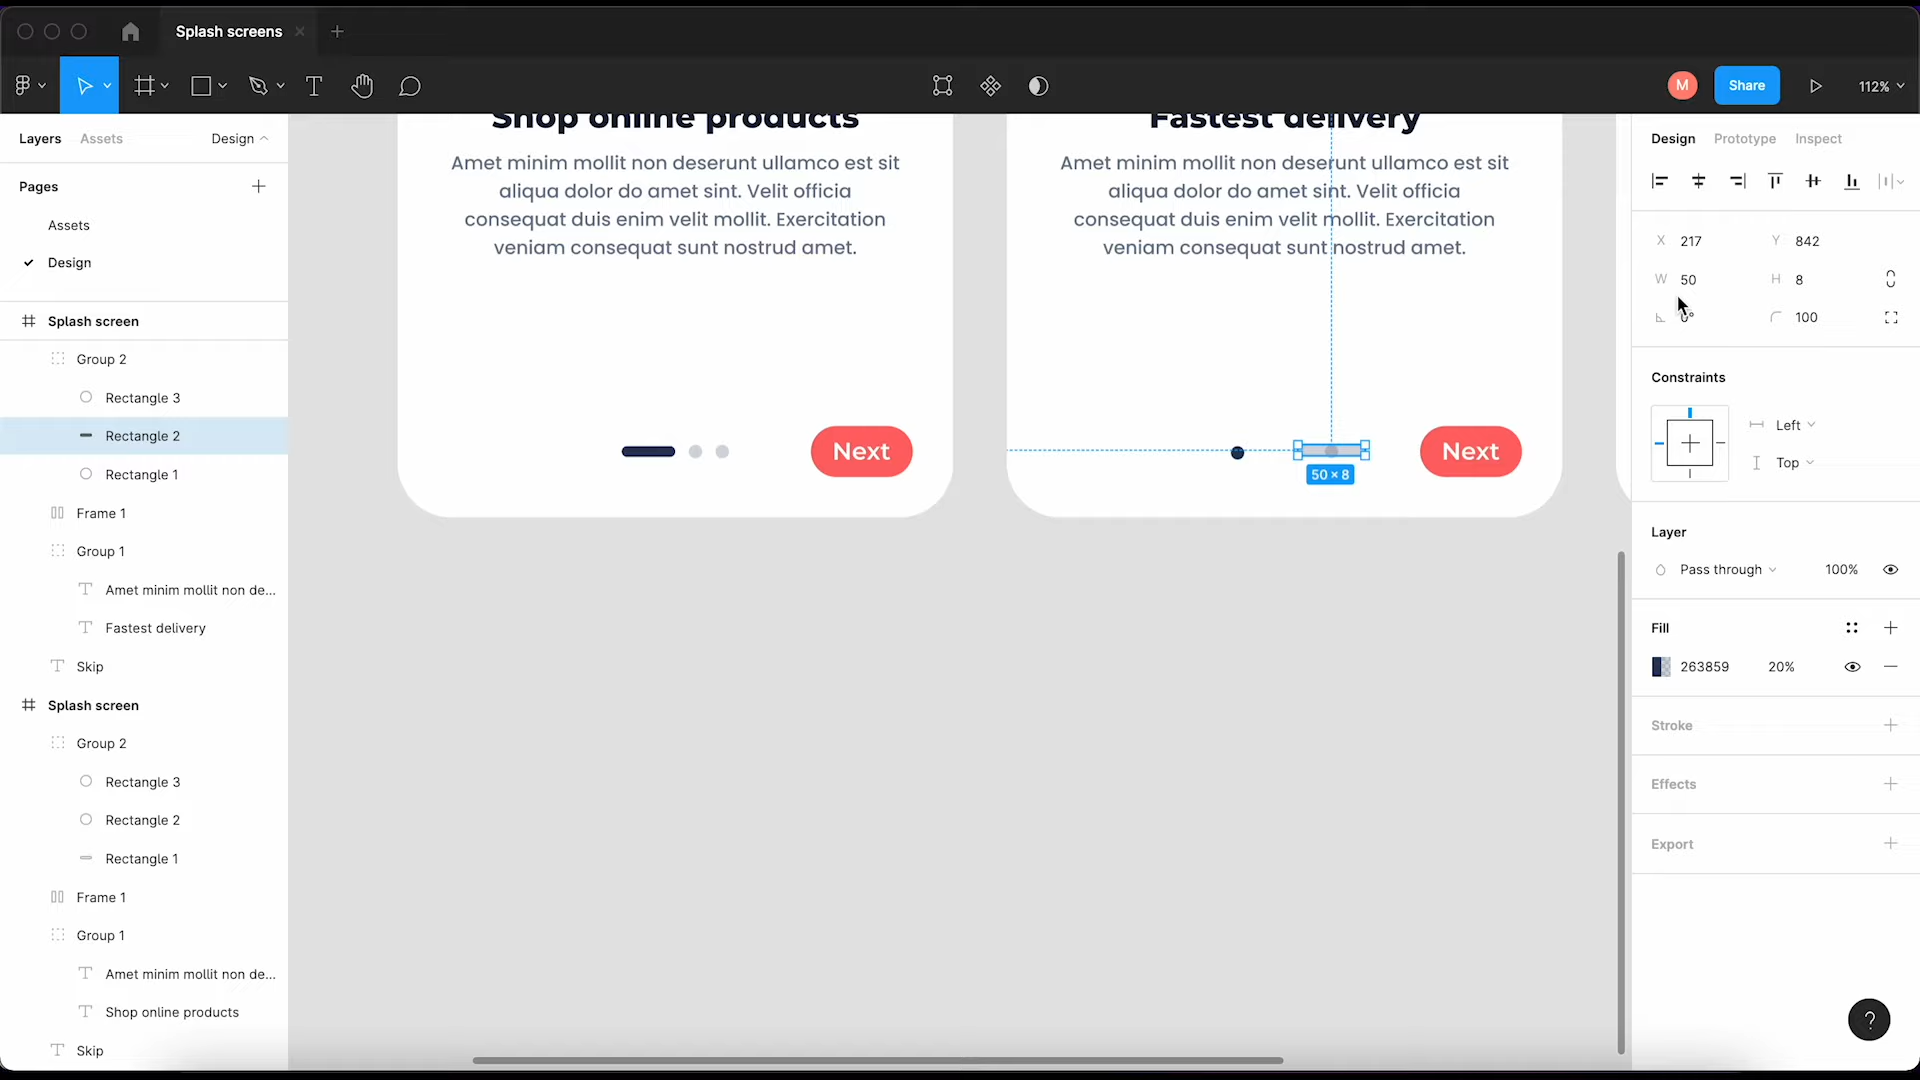 Splash screens
M
Share
112%
Layers
Assets
Design
Pages
Assets
Design
Splash screen
Group 2
Rectangle 3
Rectangle 2
Rectangle 1
Frame 1
Group 1
Amet minim mollit non de...
Fastest delivery
Skip
Splash screen
Group 2
Rectangle 3
Rectangle 2
Rectangle 1
Frame 1
Group 1
Amet minim mollit non de...
Shop online products
Skip
Shop online products
Amet minim mollit non deserunt ullamco est sit
aliqua dolor do amet sint. Velit officia
consequat duis enim velit mollit. Exercitation
veniam consequat sunt nostrud amet.
Next
Fastest delivery
Amet minim mollit non deserunt ullamco est sit
aliqua dolor do amet sint. Velit officia
consequat duis enim velit mollit. Exercitation
veniam consequat sunt nostrud amet.
50 × 8
Next
Design
Prototype
Inspect
X 217
Y 842
W 50
H 8
0°
100
Constraints
Left
Top
Layer
Pass through
100%
Fill
263859
20%
Stroke
Effects
Export
?